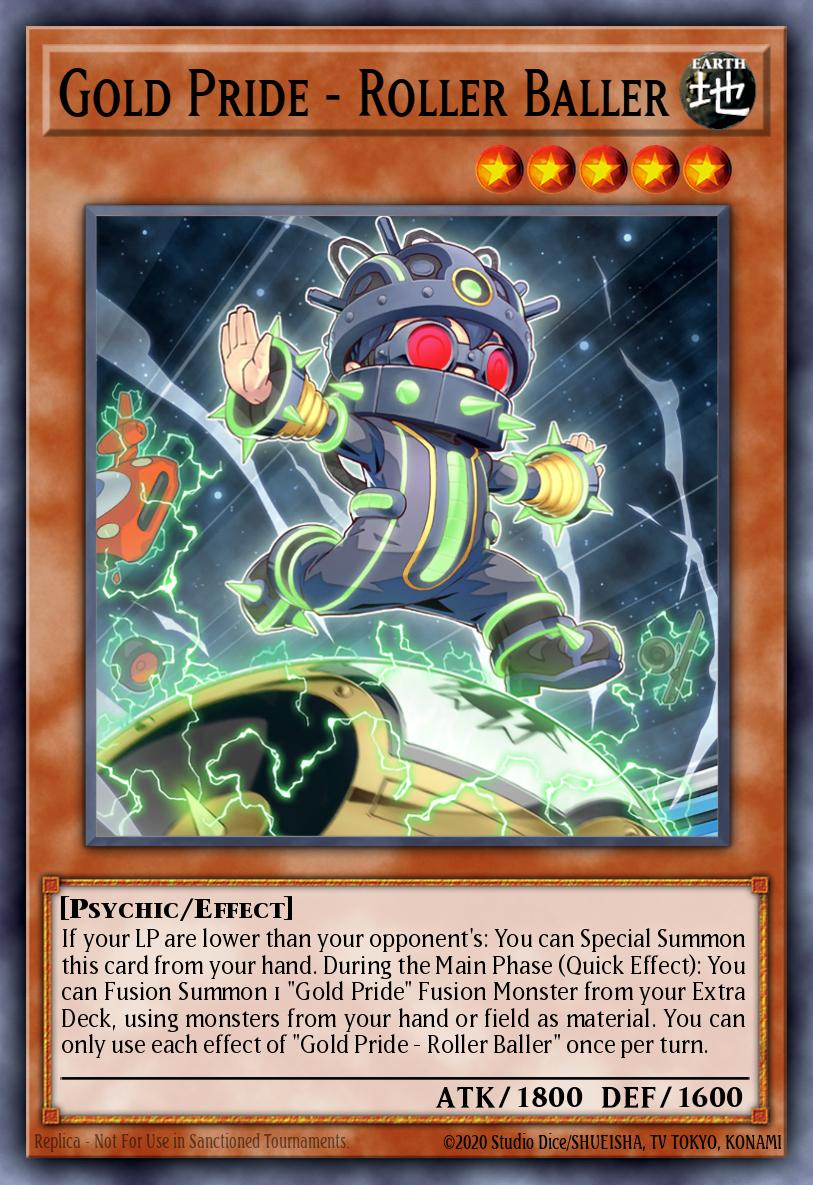 Gold Pride - Roller Baller
EARTH
地
[Psychic/Effect]
If your LP are lower than your opponent's: You can Special Summon
this card from your hand. During the Main Phase (Quick Effect): You
can Fusion Summon 1 "Gold Pride" Fusion Monster from your Extra
Deck, using monsters from your hand or field as material. You can
only use each effect of "Gold Pride - Roller Baller" once per turn.
ATK/1800 DEF/1600
Replica - Not For Use in Sanctioned Tournaments.
©2020 Studio Dice/SHUEISHA, TV TOKYO, KONAMI